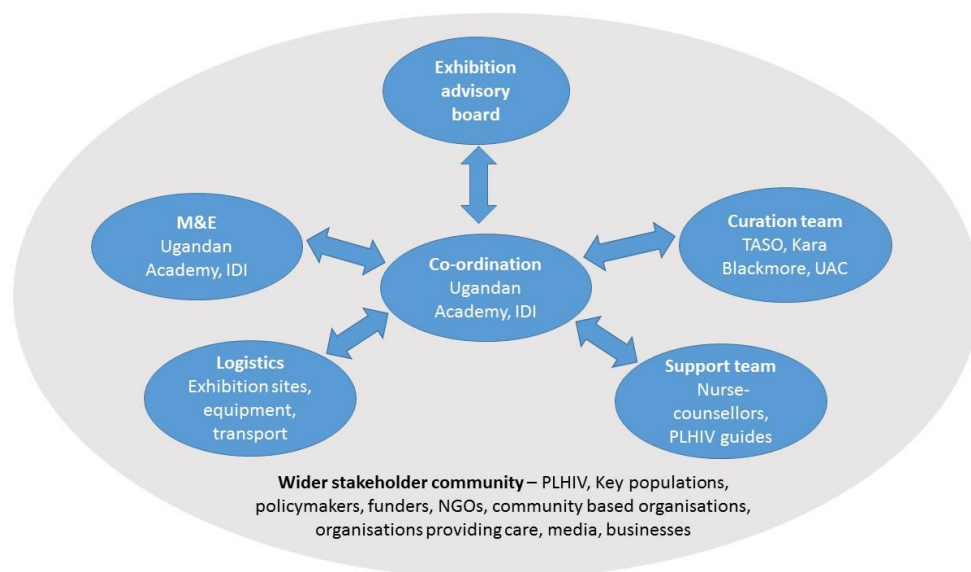 Exhibition
advisory
board
M&E
Ugandan
Academy, IDI
Co-ordination
Ugandan
Academy, IDI
Curation team
TASO, Kara
Blackmore, UAC
Logistics
Exhibition sites,
equipment,
transport
Support team
Nurse-
counsellors,
PLHIV guides
Wider stakeholder community – PLHIV, Key populations,
policymakers, funders, NGOs, community based organisations,
organisations providing care, media, businesses